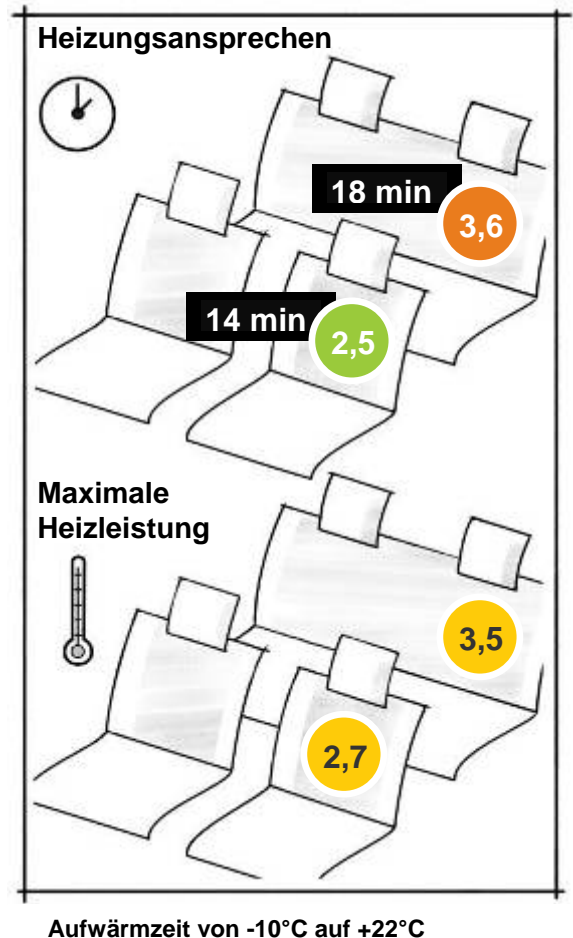 Heizungsansprechen
18 min
3,6
14 min
2,5
Maximale
Heizleistung
3,5
2,7
Aufwärmzeit von -10°C auf +22°C